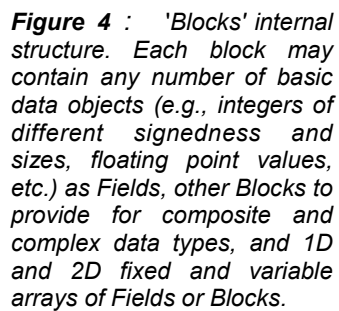 Figure 4 : 'Blocks' internal
structure. Each block may
contain any number of basic
data objects (e.g., integers of
different signedness and
sizes, floating point values,
etc.) as Fields, other Blocks to
provide for composite and
complex data types, and 1D
and 2D fixed and variable
arrays of Fields or Blocks.